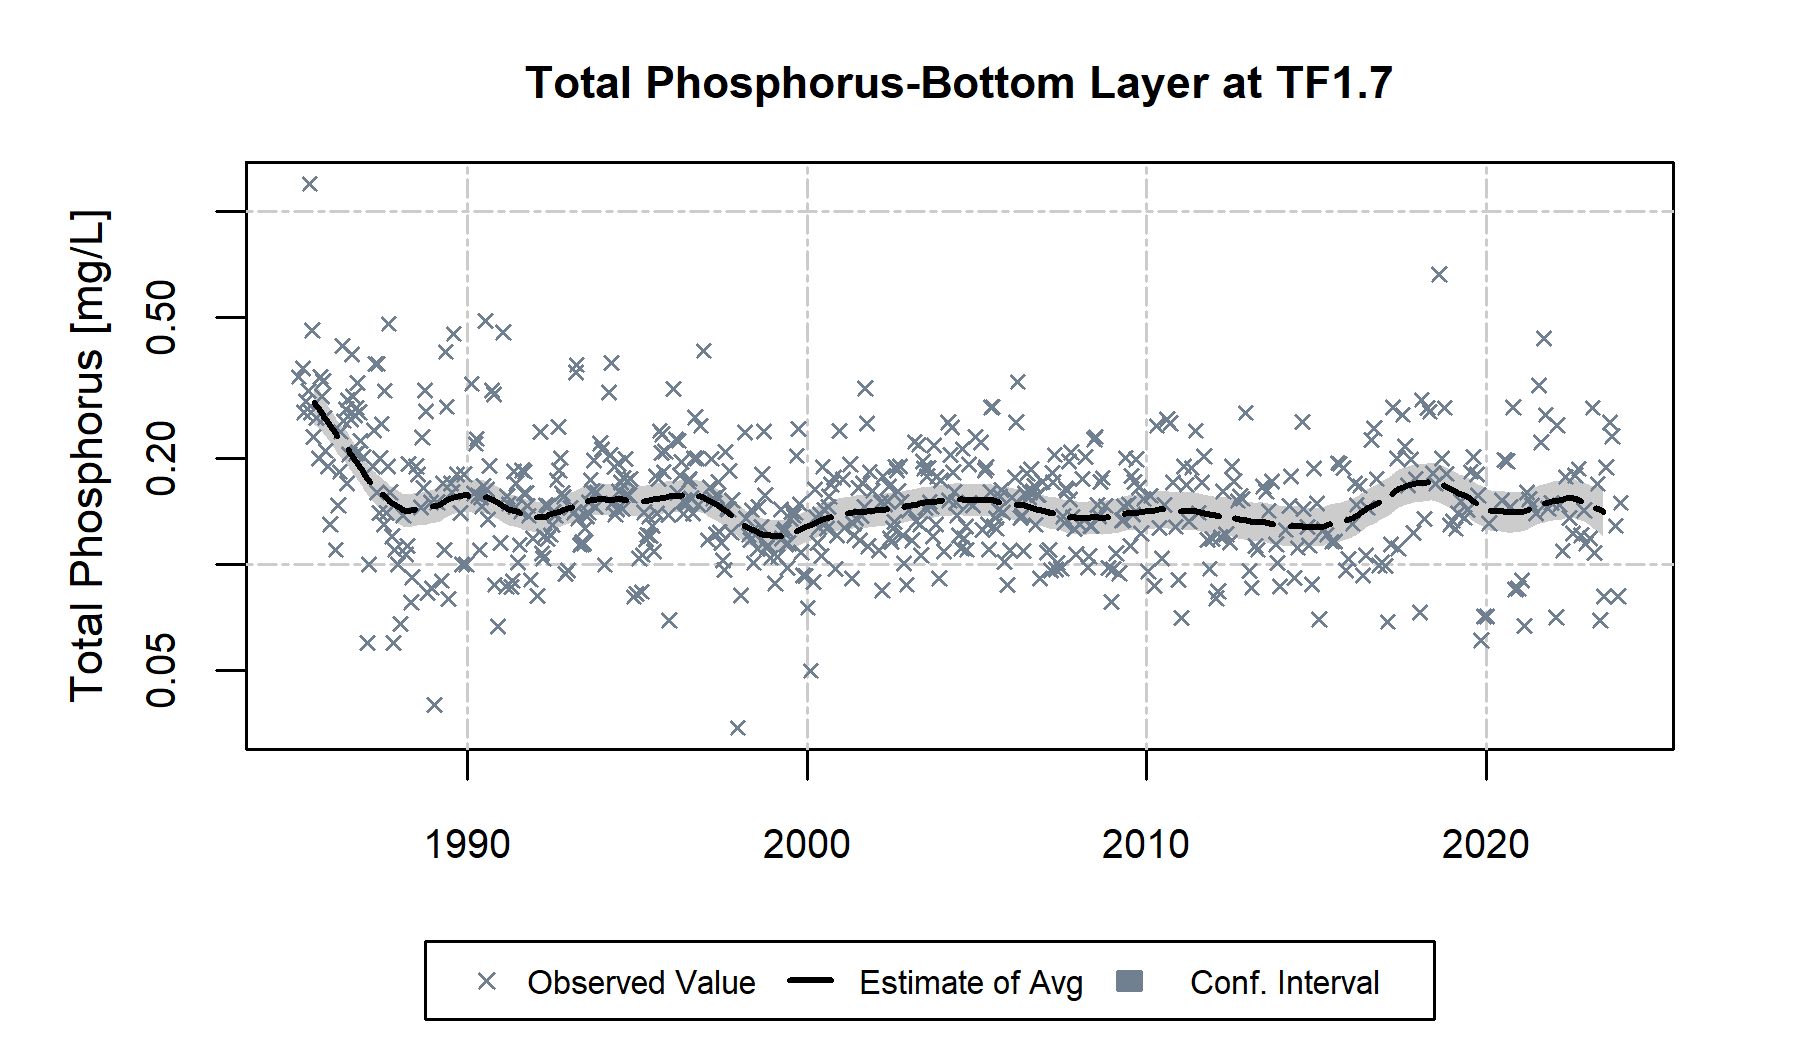 Total Phosphorus-Bottom Layer at TF1.7
Total Phosphorus [mg/L]
0.50
0.20
0.05
1990 2000 2010 2020
Observed Value Estimate of Avg Conf. Interval